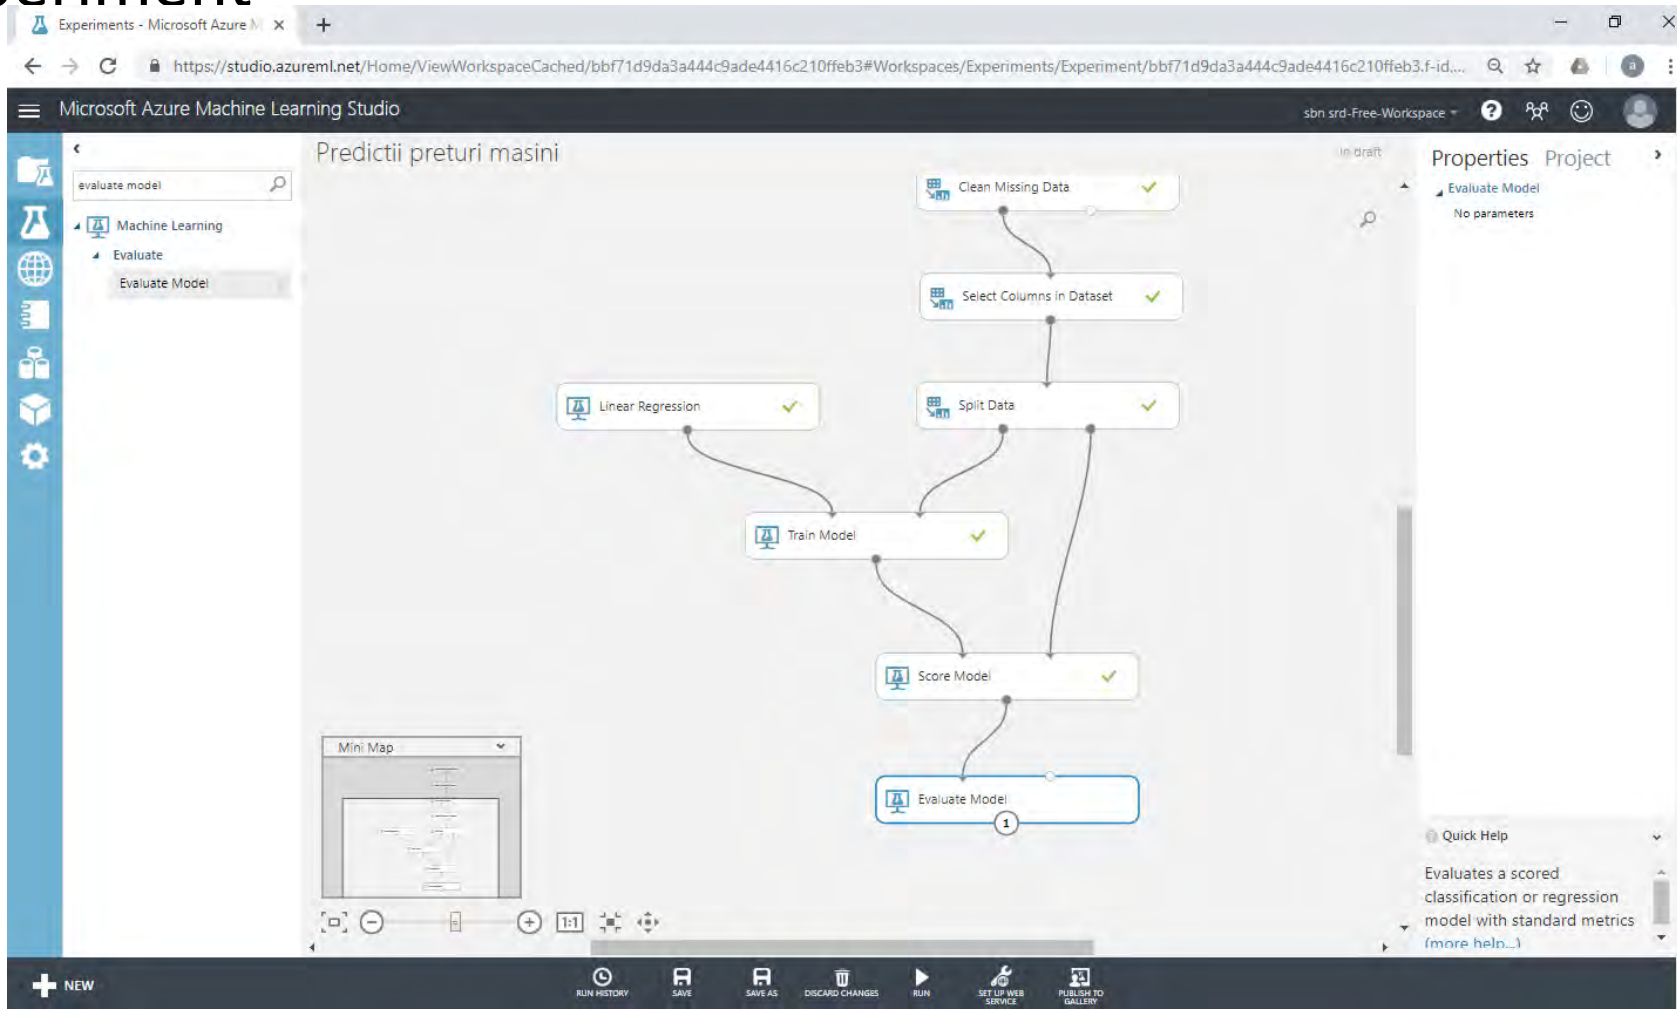 Experiments - Microsoft Azure M
https://studio.azureml.net/Home/ViewWorkspaceCached/bbf71d9da3a444c9ade4416c210ffeb3#Workspaces/Experiments/Experiment/bbf71d9da3a444c9ade4416c210ffeb3.f-id....
a
Microsoft Azure Machine Learning Studio
sbn srd-Free-Workspace
?
evaluate model
Machine Learning
Evaluate
Evaluate Model
Predictii preturi masini
In draft
Clean Missing Data
Select Columns in Dataset
Linear Regression
Split Data
Train Model
Score Model
Evaluate Model
1
Mini Map
1:1
Properties Project
Evaluate Model
No parameters
Quick Help
Evaluates a scored
classification or regression
model with standard metrics
(more help...)
NEW
RUN HISTORY
SAVE
SAVE AS
DISCARD CHANGES
RUN
SET UP WEB
SERVICE
PUBLISH TO
GALLERY